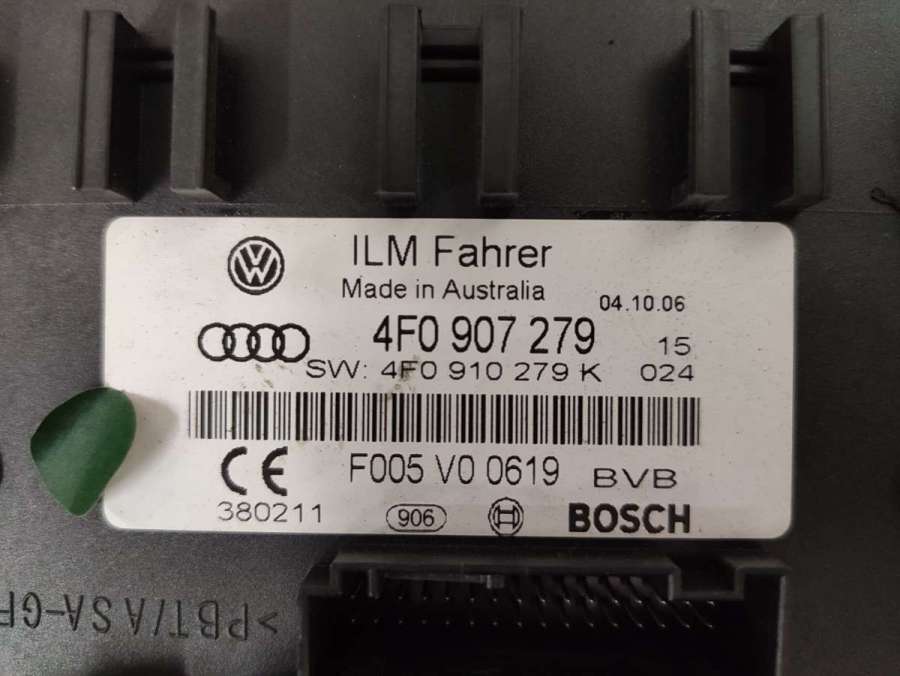 ILM Fahrer
Made in Australia
04.10.06
4F0 907 279 15
SW: 4F0 910 279 K 024
CE F005 V0 0619 BVB
380211 906 BOSCH
>PBT/ASA-GF